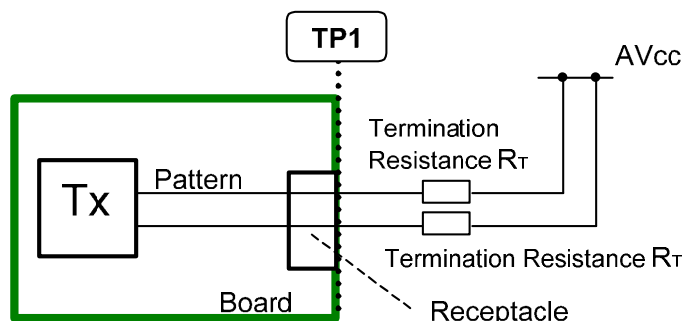 TP1
AVcc
Termination
Resistance RT
Pattern
Tx
Termination Resistance RT
Board
Receptacle